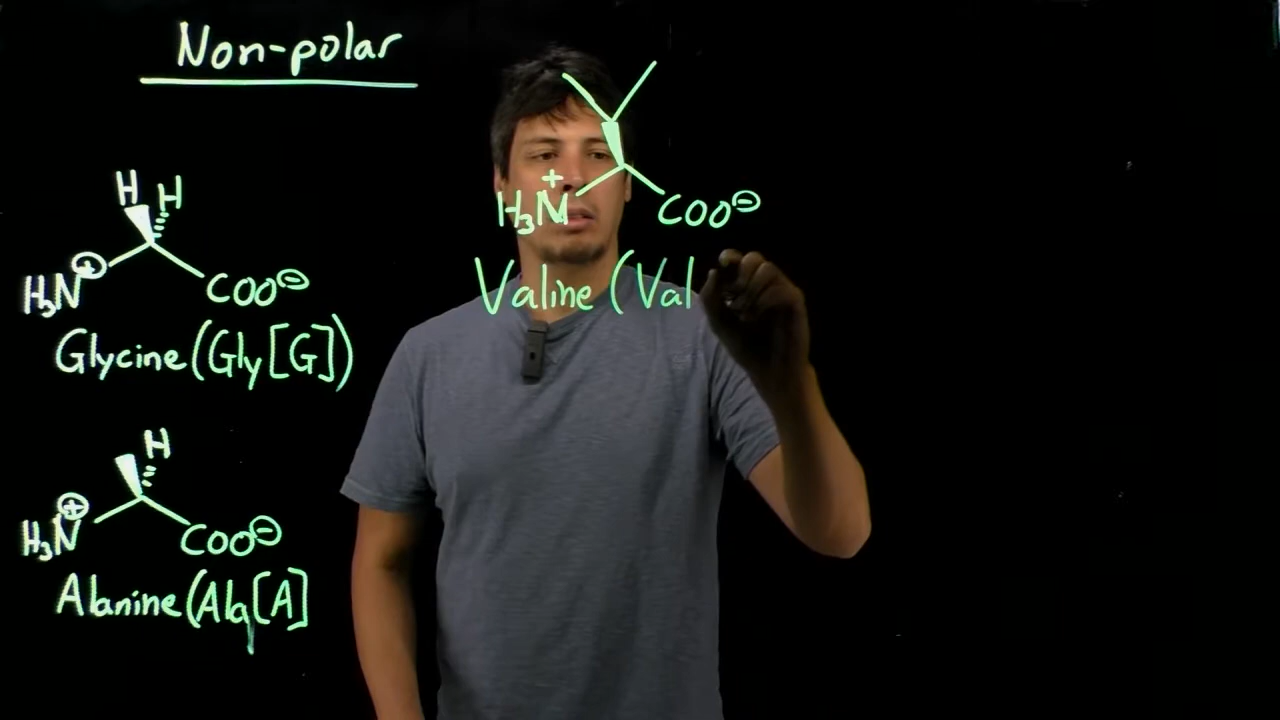 Non-polar
H H
H₃N⊕ COO⊖
Glycine (Gly [G])
H
H₃N⊕ COO⊖
Alanine (Ala [A]
H₃N+ COO⊖
Valine (Val